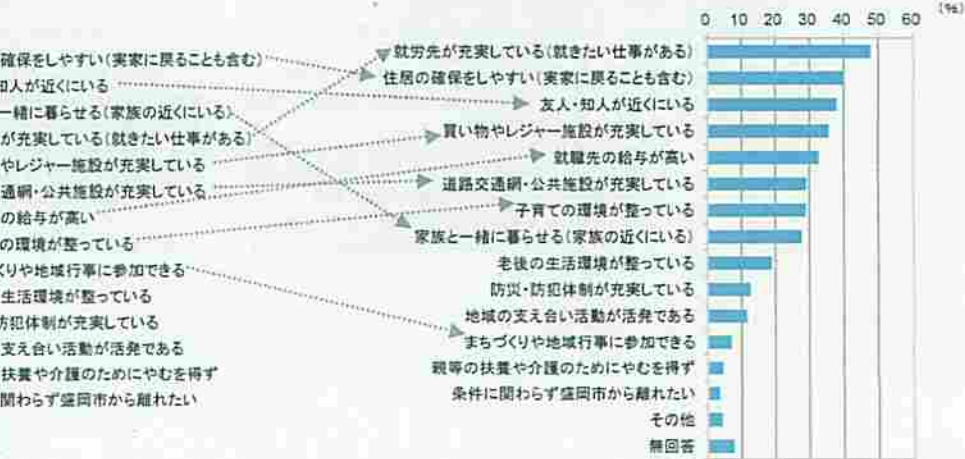 (%)
0 10 20 30 40 50 60
確保をしやすい(実家に戻ることも含む)
知人が近くにいる
一緒に暮らせる(家族の近くにいる)
が充実している(就きたい仕事がある)
やレジャー施設が充実している
通網・公共施設が充実している
の給与が高い
の環境が整っている
くりや地域行事に参加できる
生活環境が整っている
防犯体制が充実している
支え合い活動が活発である
扶養や介護のためにやむを得ず
関わらず盛岡市から離れたい
就労先が充実している(就きたい仕事がある)
住居の確保をしやすい(実家に戻ることも含む)
友人・知人が近くにいる
買い物やレジャー施設が充実している
就職先の給与が高い
道路交通網・公共施設が充実している
子育ての環境が整っている
家族と一緒に暮らせる(家族の近くにいる)
老後の生活環境が整っている
防災・防犯体制が充実している
地域の支え合い活動が活発である
まちづくりや地域行事に参加できる
親等の扶養や介護のためにやむを得ず
条件に関わらず盛岡市から離れたい
その他
無回答